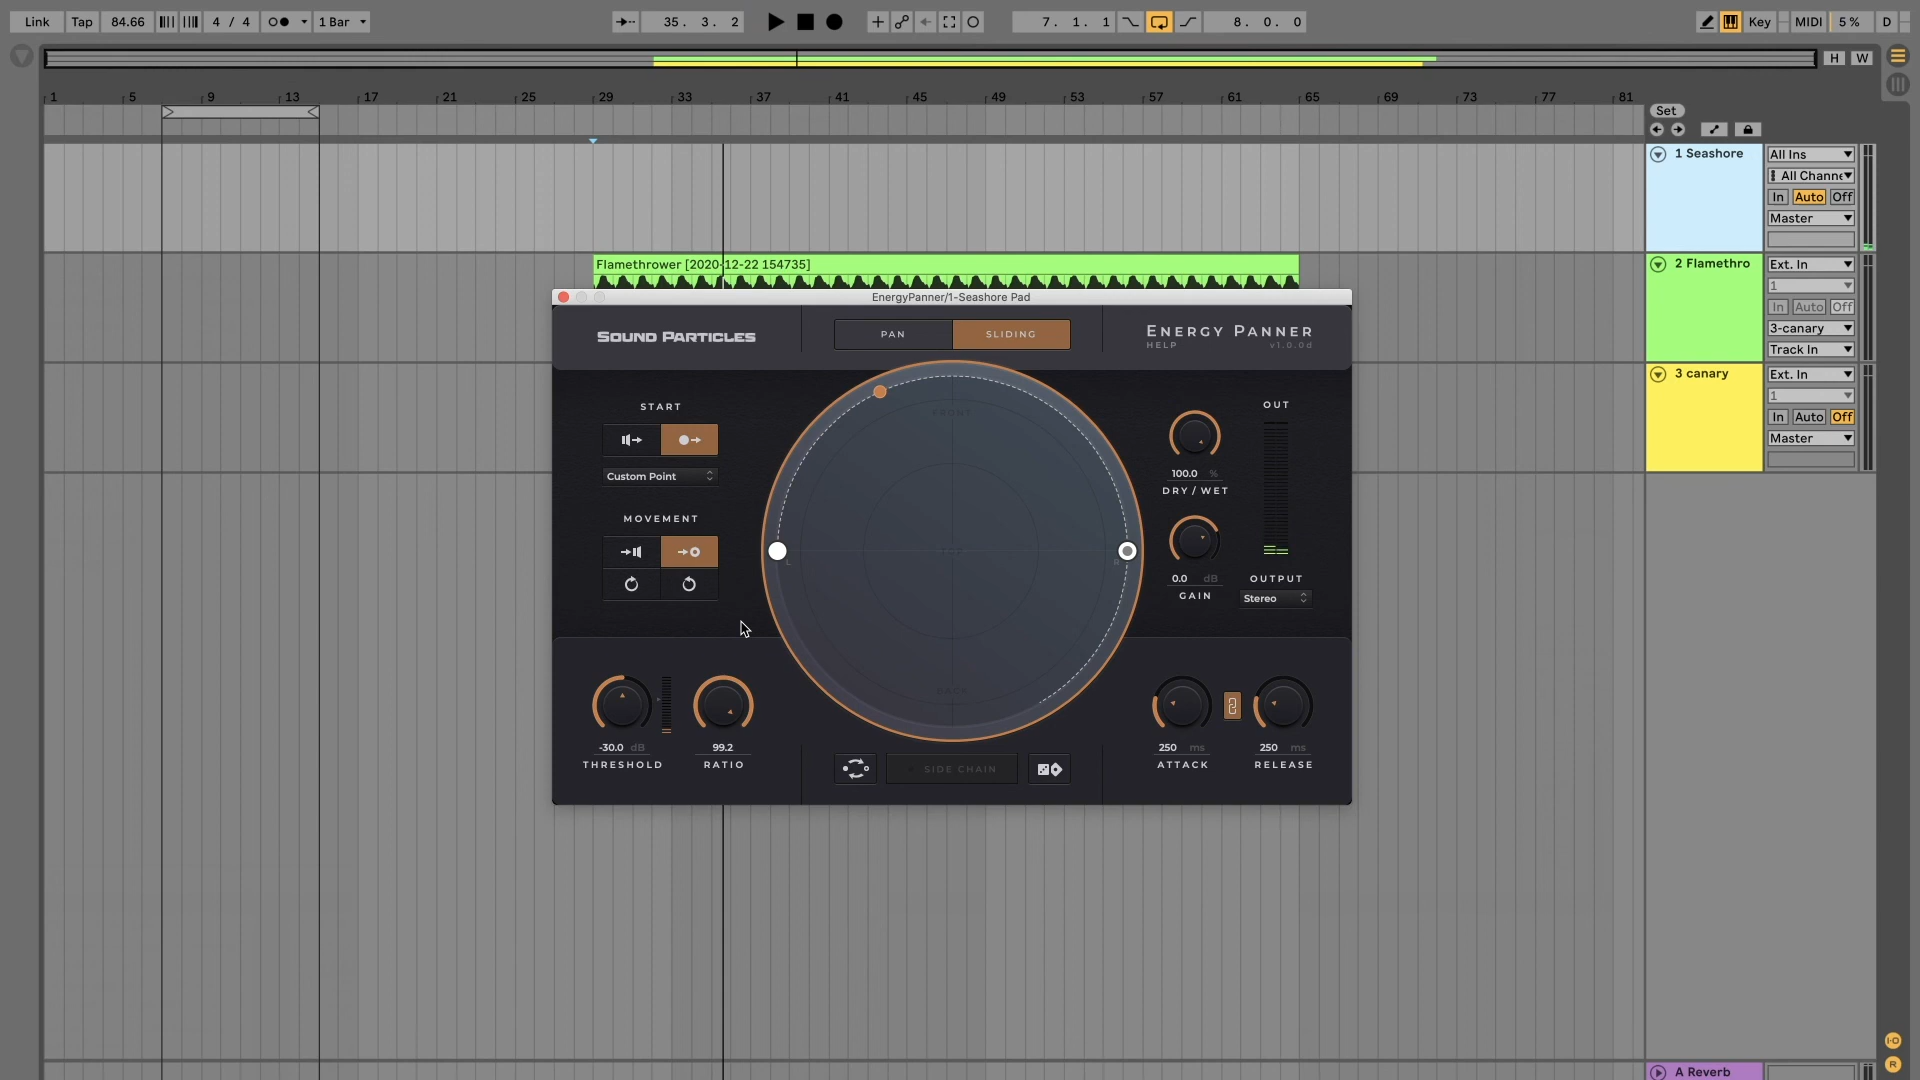 Link Tap 84.66 4 / 4 1 Bar 35. 3. 2 7. 1. 1 8. 0. 0 Key MIDI 5 % D
H W
1 5 9 13 17 21 25 29 33 37 41 45 49 53 57 61 65 69 73 77 81
Set
1 Seashore All Ins
All Channe
In Auto Off
Master
Flamethrower [2020-12-22 154735]
2 Flamethro Ext. In
1
In Auto Off
3-canary
Track In
3 canary Ext. In
1
In Auto Off
Master
EnergyPanner/1-Seashore Pad
SOUND PARTICLES
PAN SLIDING
ENERGY PANNER
HELP v1.0.0d
START
Custom Point
MOVEMENT
FRONT
L
R
BACK
100.0 %
DRY / WET
0.0 dB
GAIN
OUT
OUTPUT
Stereo
-30.0 dB
THRESHOLD
99.2
RATIO
SIDE CHAIN
250 ms
ATTACK
250 ms
RELEASE
I·O
R
A Reverb